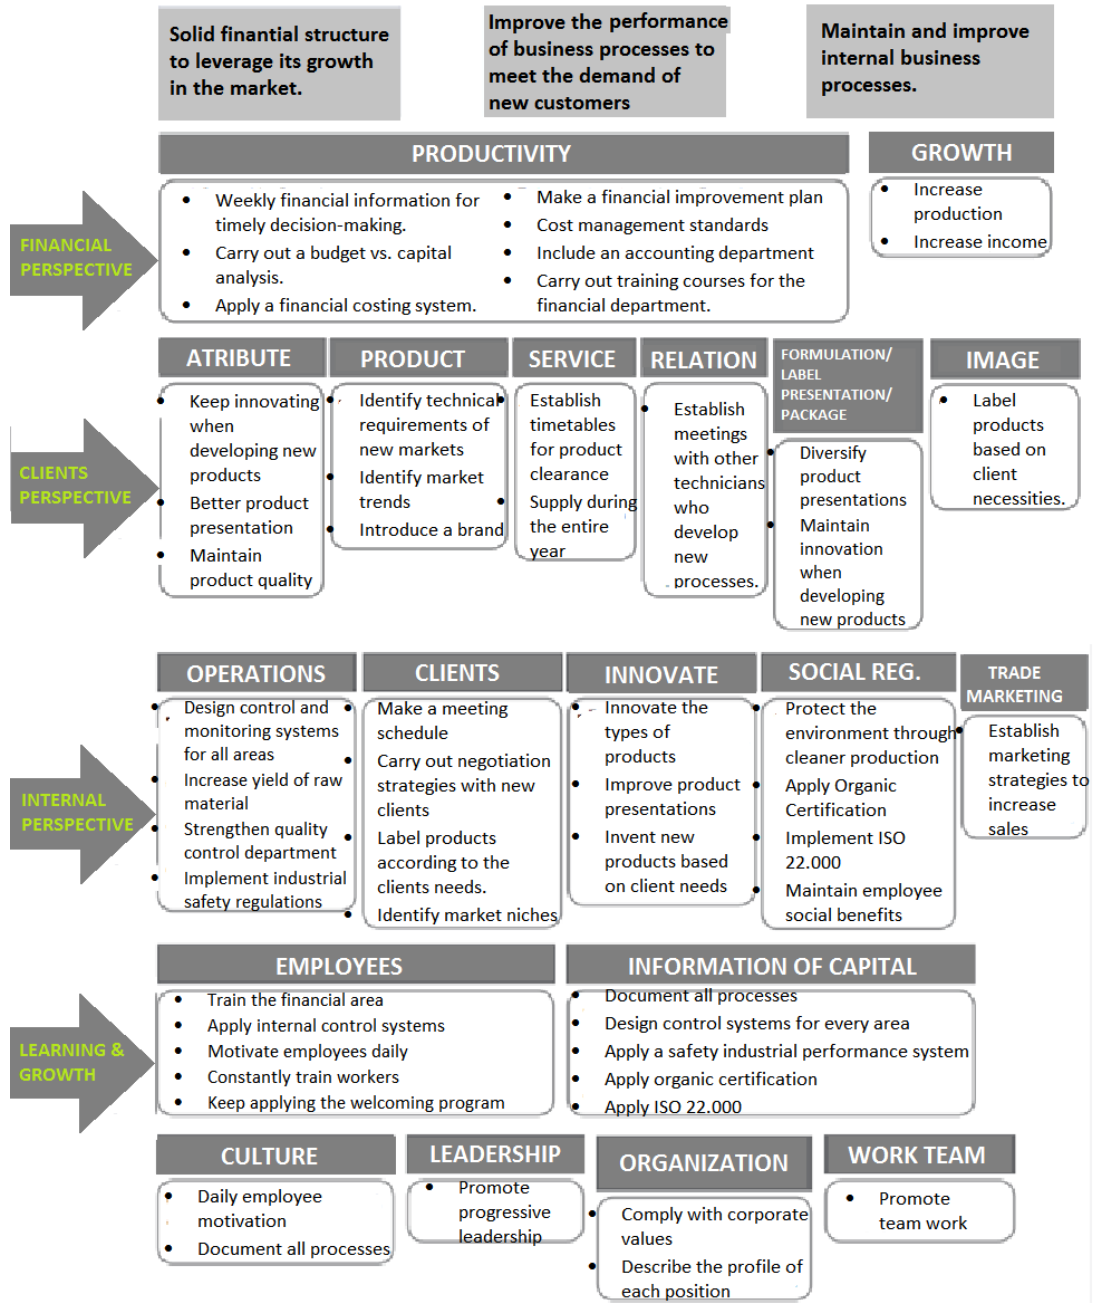 Solid finantial structure
to leverage its growth
in the market.
Improve the performance
of business processes to
meet the demand of
new customers
Maintain and improve
internal business
processes.
FINANCIAL
PERSPECTIVE
PRODUCTIVITY
• Weekly financial information for
timely decision-making.
• Carry out a budget vs. capital
analysis.
• Apply a financial costing system.
• Make a financial improvement plan
• Cost management standards
• Include an accounting department
• Carry out training courses for the
financial department.
GROWTH
• Increase
production
• Increase income
CLIENTS
PERSPECTIVE
ATRIBUTE
• Keep innovating
when
developing new
products
• Better product
presentation
• Maintain
product quality
PRODUCT
• Identify technical
requirements of
new markets
• Identify market
trends
• Introduce a brand
SERVICE
• Establish
timetables
for product
clearance
• Supply during
the entire
year
RELATION
• Establish
meetings
with other
technicians
who
develop
new
processes.
FORMULATION/
LABEL
PRESENTATION/
PACKAGE
• Diversify
product
presentations
• Maintain
innovation
when
developing
new products
IMAGE
• Label
products
based on
client
necessities.
INTERNAL
PERSPECTIVE
OPERATIONS
• Design control and
monitoring systems
for all areas
• Increase yield of raw
material
• Strengthen quality
control department
• Implement industrial
safety regulations
CLIENTS
• Make a meeting
schedule
• Carry out negotiation
strategies with new
clients
• Label products
according to the
clients needs.
• Identify market niches
INNOVATE
• Innovate the
types of
products
• Improve product
presentations
• Invent new
products based
on client needs
SOCIAL REG.
• Protect the
environment through
cleaner production
• Apply Organic
Certification
• Implement ISO
22.000
• Maintain employee
social benefits
TRADE
MARKETING
• Establish
marketing
strategies to
increase
sales
LEARNING &
GROWTH
EMPLOYEES
• Train the financial area
• Apply internal control systems
• Motivate employees daily
• Constantly train workers
• Keep applying the welcoming program
INFORMATION OF CAPITAL
• Document all processes
• Design control systems for every area
• Apply a safety industrial performance system
• Apply organic certification
• Apply ISO 22.000
CULTURE
• Daily employee
motivation
• Document all processes
LEADERSHIP
• Promote
progressive
leadership
ORGANIZATION
• Comply with corporate
values
• Describe the profile of
each position
WORK TEAM
• Promote
team work